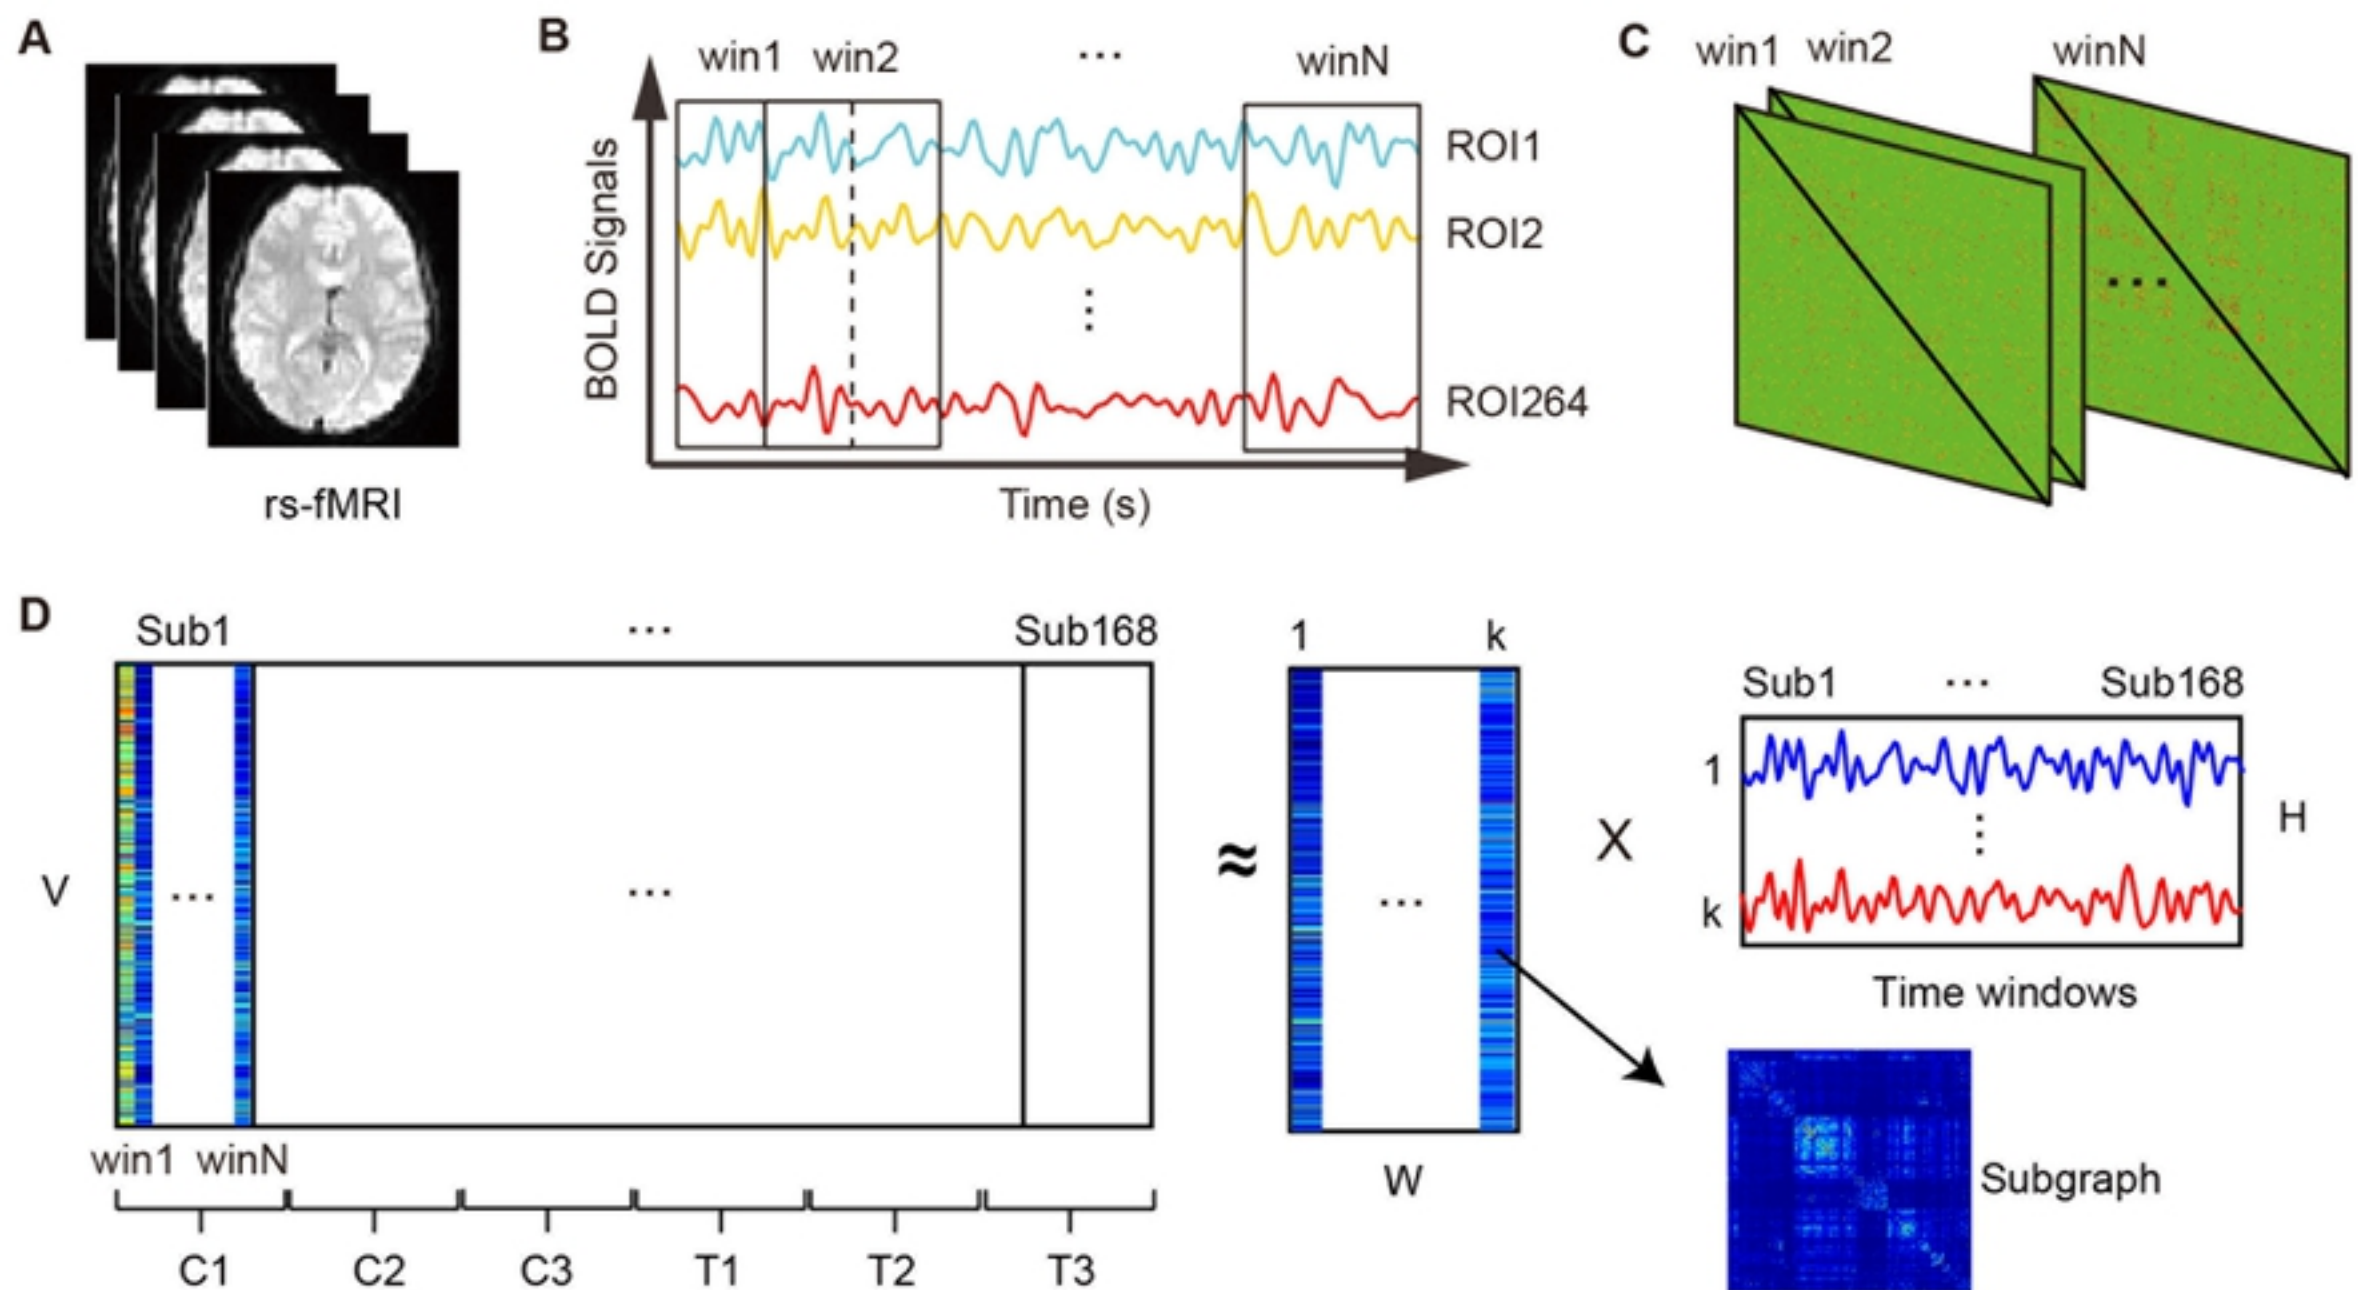 A
rs-fMRI
B
win1 win2 ... winN
BOLD Signals
ROI1
ROI2
⋮
ROI264
Time (s)
C
win1 win2 winN
...
D
Sub1 ... Sub168
V
... ...
win1 winN
C1 C2 C3 T1 T2 T3
≈
1 k
...
W
X
Sub1 ... Sub168
1
⋮
k
H
Time windows
Subgraph